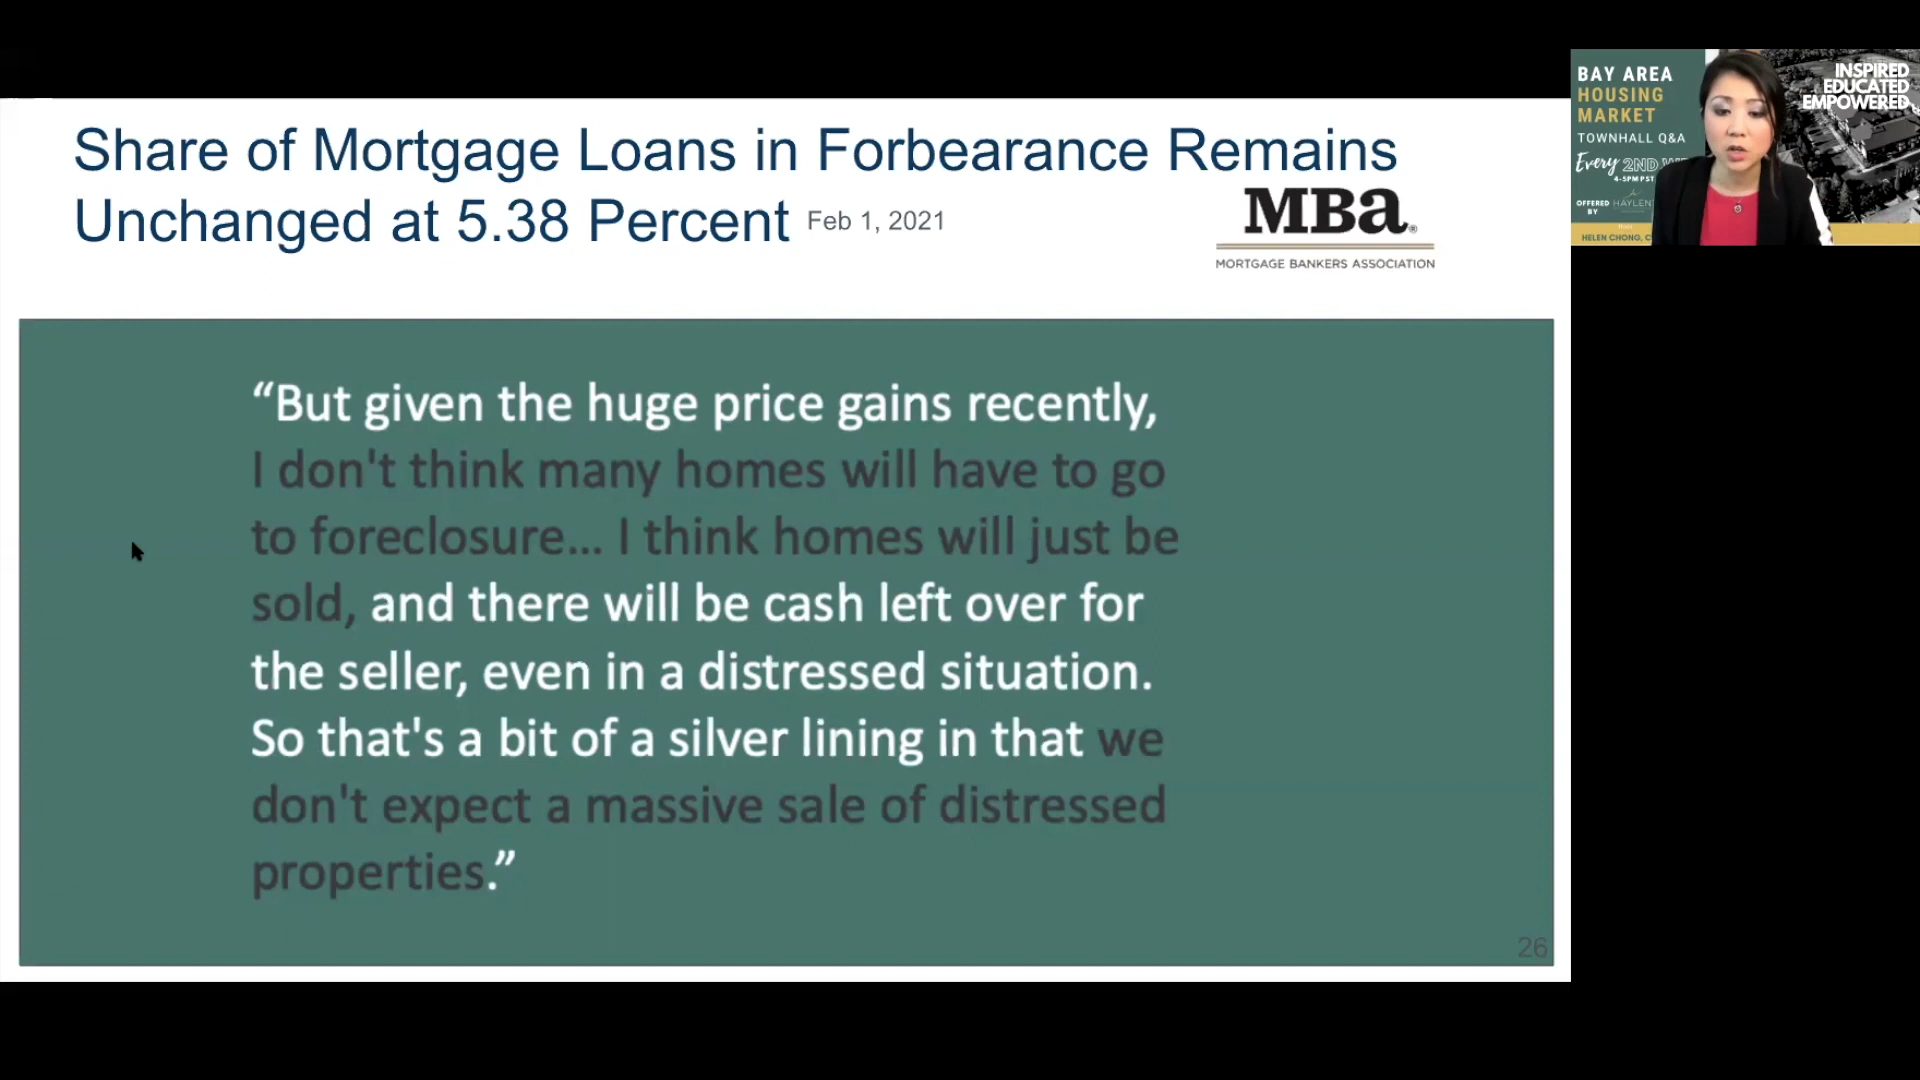 Share of Mortgage Loans in Forbearance Remains
Unchanged at 5.38 Percent Feb 1, 2021
MBa®
MORTGAGE BANKERS ASSOCIATION
“But given the huge price gains recently,
I don't think many homes will have to go
to foreclosure... I think homes will just be
sold, and there will be cash left over for
the seller, even in a distressed situation.
So that's a bit of a silver lining in that we
don't expect a massive sale of distressed
properties.”
26
BAY AREA
HOUSING
MARKET
TOWNHALL Q&A
Every 2ND
4-5PM PST
OFFERED
BY
HAYLEN
HELEN CHONG,
INSPIRED
EDUCATED
EMPOWERED